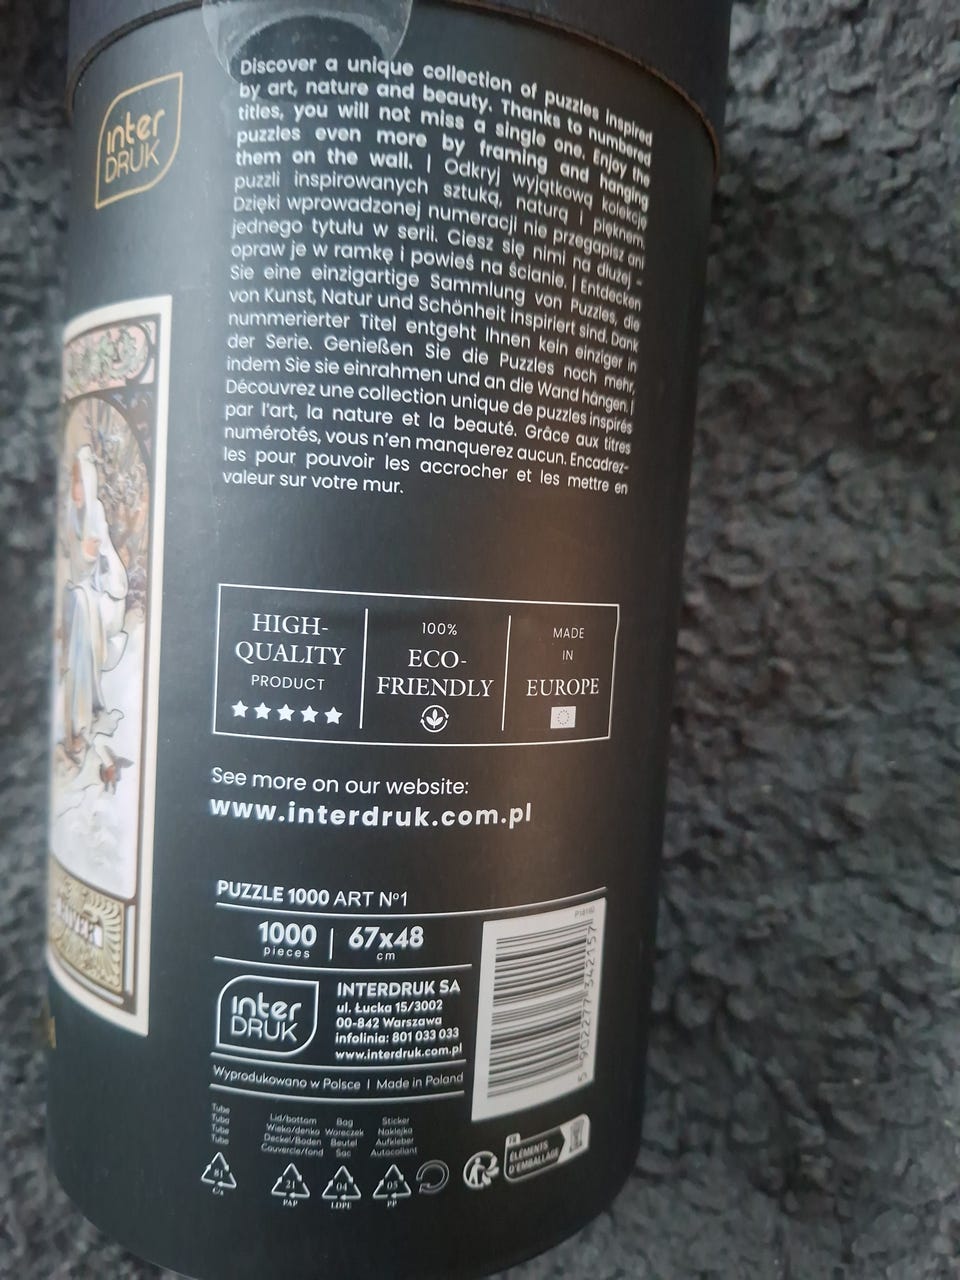 inter
DRUK
Discover a unique collection of puzzles inspired
by art, nature and beauty. Thanks to numbered
titles, you will not miss a single one. Enjoy the
puzzles even more by framing and hanging
them on the wall. | Odkryj wyjątkową kolekcję
puzzli inspirowanych sztuką, naturą i pięknem.
Dzięki wprowadzonej numeracji nie przegapisz ani
jednego tytułu w serii. Ciesz się nimi na dłużej -
opraw je w ramkę i powieś na ścianie. | Entdecken
Sie eine einzigartige Sammlung von Puzzles, die
von Kunst, Natur und Schönheit inspiriert sind. Dank
nummerierter Titel entgeht Ihnen kein einziger in
der Serie. Genießen Sie die Puzzles noch mehr,
indem Sie sie einrahmen und an die Wand hängen. |
Découvrez une collection unique de puzzles inspirés
par l'art, la nature et la beauté. Grâce aux titres
numérotés, vous n'en manquerez aucun. Encadrez-
les pour pouvoir les accrocher et les mettre en
valeur sur votre mur.
HIGH-
QUALITY
PRODUCT
100%
ECO-
FRIENDLY
MADE
IN
EUROPE
See more on our website:
www.interdruk.com.pl
PUZZLE 1000 ART Nº1
1000
pieces
67x48
cm
inter
DRUK
INTERDRUK SA
ul. Łucka 15/3002
00-842 Warszawa
infolinia: 801 033 033
www.interdruk.com.pl
Wyprodukowano w Polsce | Made in Poland
P18160
5 902277 342157
Tube
Tuba
Tube
Tube
Lid/bottom
Wieko/denko
Deckel/Boden
Couvercle/fond
Bag
Woreczek
Beutel
Sac
Sticker
Naklejka
Aufkleber
Autocollant
81
C/a
21
PAP
04
LDPE
05
PP
FR
ÉLÉMENTS
D'EMBALLAGE